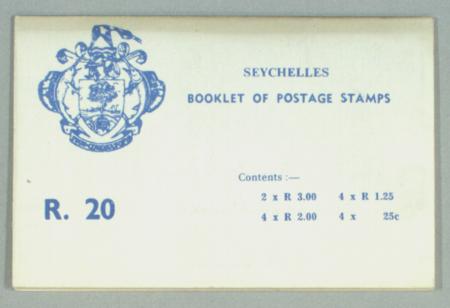 SEYCHELLES
BOOKLET OF POSTAGE STAMPS
Contents :—
2 x R 3.00 4 x R 1.25
4 x R 2.00 4 x 25c
R. 20